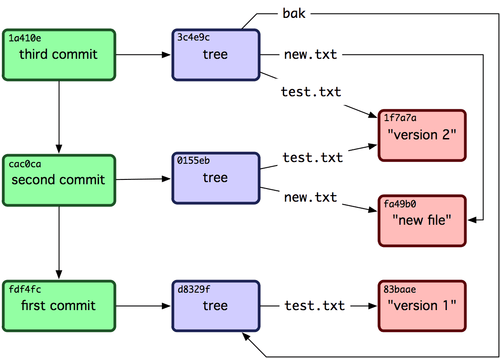 bak
1a410e
third commit
3c4e9c
tree
new.txt
test.txt
1f7a7a
"version 2"
cac0ca
second commit
0155eb
tree
test.txt
new.txt
fa49b0
"new file"
fdf4fc
first commit
d8329f
tree
test.txt
83baae
"version 1"